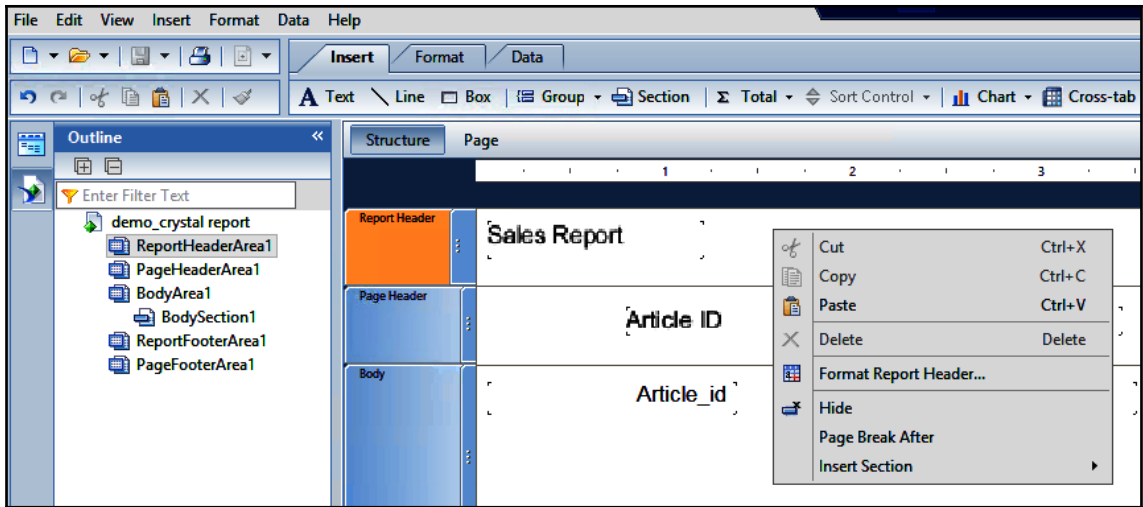 File Edit View Insert Format Data Help
Insert Format Data
A Text Line Box Group Section Σ Total Sort Control Chart Cross-tab
Outline «
Structure Page
1 2 3
Enter Filter Text
demo_crystal report
ReportHeaderArea1
PageHeaderArea1
BodyArea1
BodySection1
ReportFooterArea1
PageFooterArea1
Report Header
Sales Report
Page Header
Article ID
Body
Article_id
Cut Ctrl+X
Copy Ctrl+C
Paste Ctrl+V
Delete Delete
Format Report Header...
Hide
Page Break After
Insert Section